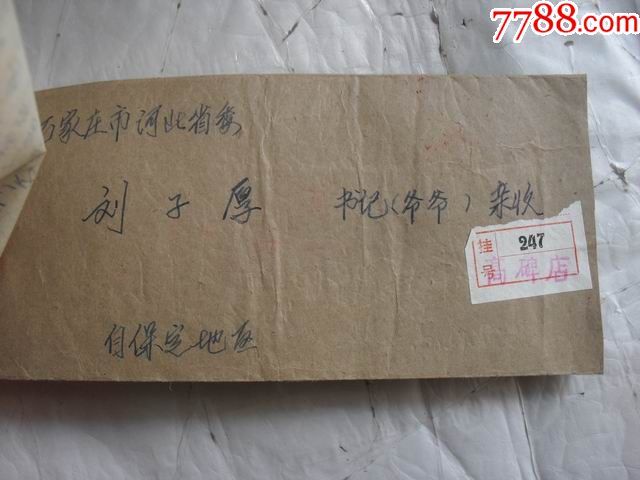 7788.com
石家庄市河北省委
刘子厚 书记(爷爷)亲收
挂号 247
高碑店
自保定地区